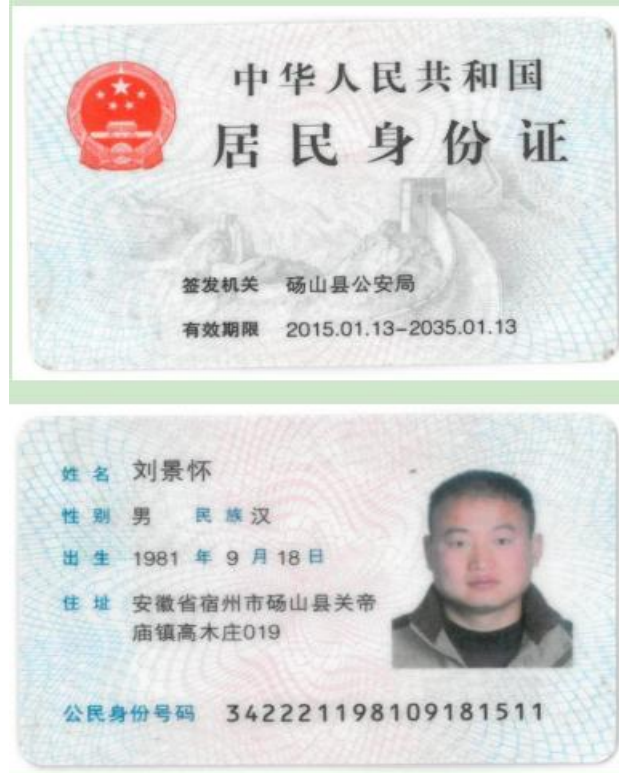 中华人民共和国
居民身份证
签发机关 砀山县公安局
有效期限 2015.01.13-2035.01.13
姓名 刘景怀
性别 男 民族 汉
出生 1981 年 9 月 18 日
住址 安徽省宿州市砀山县关帝
庙镇高木庄019
公民身份号码 342221198109181511